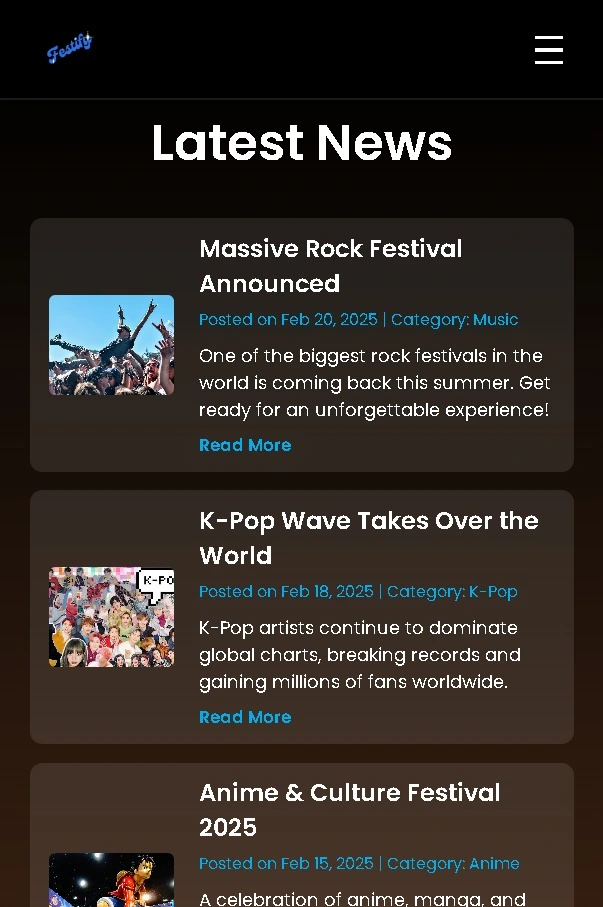 Festify
Latest News
Massive Rock Festival
Announced
Posted on Feb 20, 2025 | Category: Music
One of the biggest rock festivals in the
world is coming back this summer. Get
ready for an unforgettable experience!
Read More
K-Pop Wave Takes Over the
World
K-PO
Posted on Feb 18, 2025 | Category: K-Pop
K-Pop artists continue to dominate
global charts, breaking records and
gaining millions of fans worldwide.
Read More
Anime & Culture Festival
2025
Posted on Feb 15, 2025 | Category: Anime
A celebration of anime, manga, and